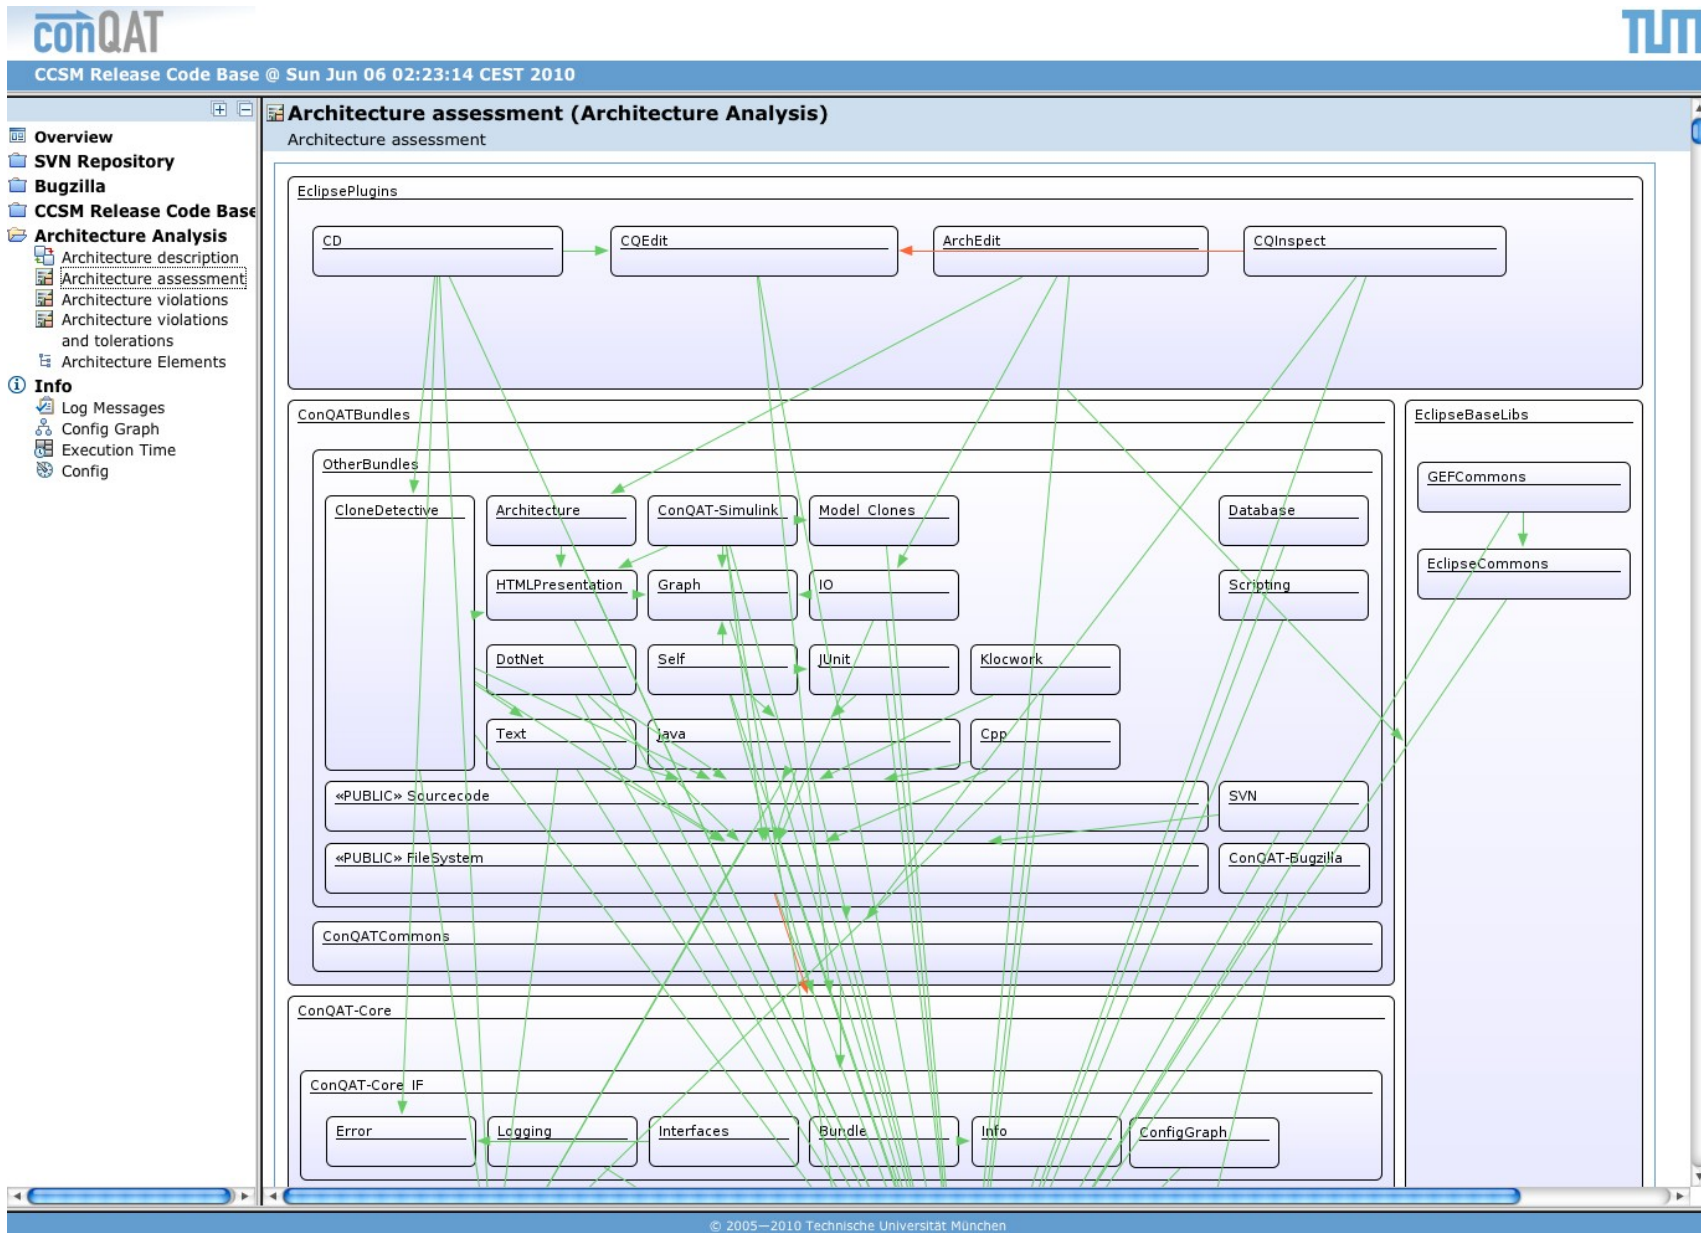 conQAT
TUM
CCSM Release Code Base @ Sun Jun 06 02:23:14 CEST 2010
Overview
SVN Repository
Bugzilla
CCSM Release Code Base
Architecture Analysis
Architecture description
Architecture assessment
Architecture violations
Architecture violations
and tolerations
Architecture Elements
Info
Log Messages
Config Graph
Execution Time
Config
Architecture assessment (Architecture Analysis)
Architecture assessment
EclipsePlugins
CD
CQEdit
ArchEdit
CQInspect
ConQATBundles
EclipseBaseLibs
OtherBundles
GEFCommons
EclipseCommons
CloneDetective
Architecture
ConQAT-Simulink
Model Clones
Database
HTMLPresentation
Graph
IO
Scripting
DotNet
Self
JUnit
Klocwork
Text
Java
Cpp
«PUBLIC» Sourcecode
SVN
«PUBLIC» FileSystem
ConQAT-Bugzilla
ConQATCommons
ConQAT-Core
ConQAT-Core IF
Error
Logging
Interfaces
Bundle
Info
ConfigGraph
© 2005—2010 Technische Universität München